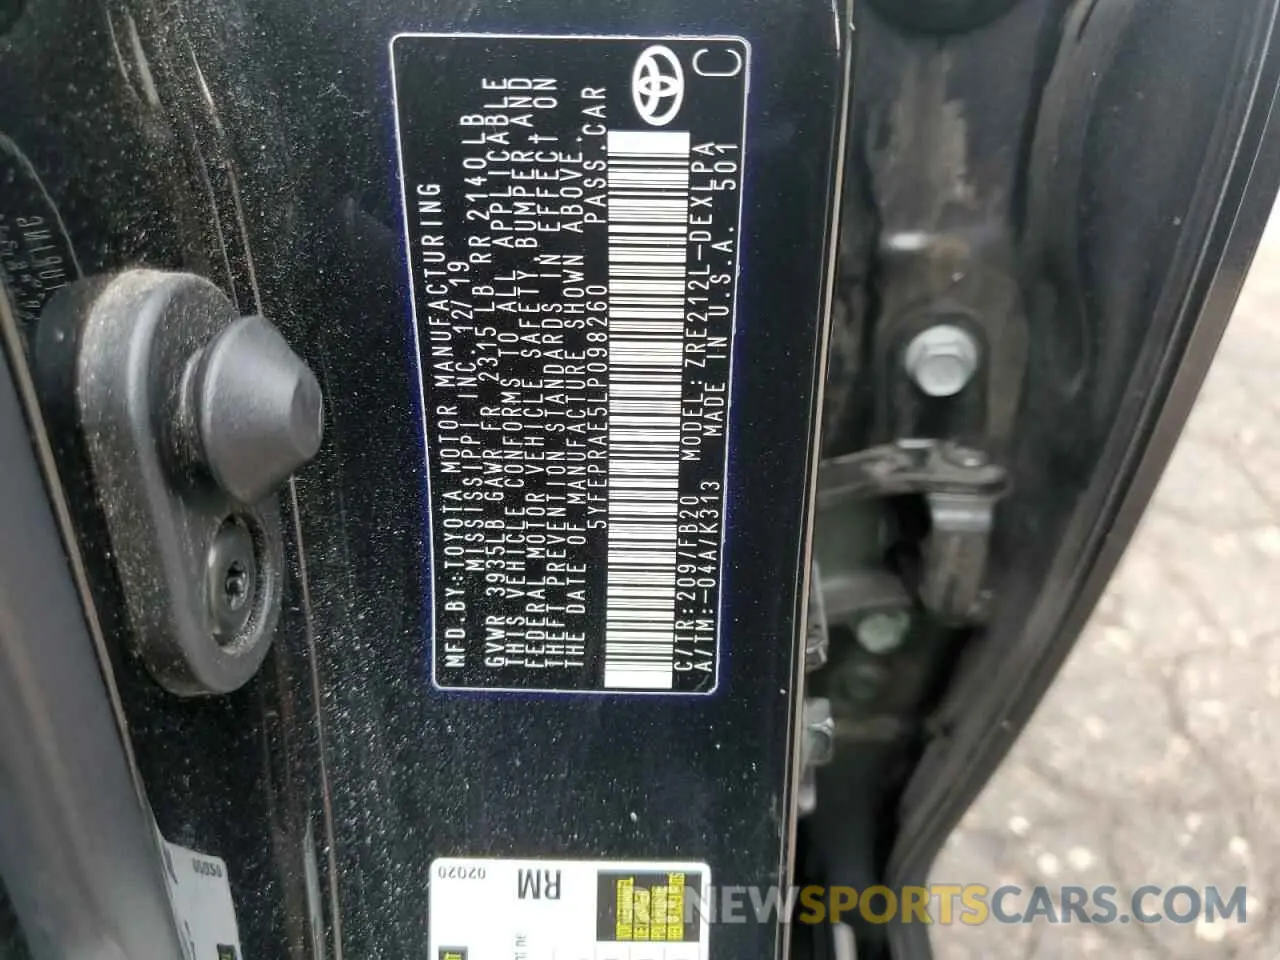 MFD.BY:TOYOTA MOTOR MANUFACTURING
MISSISSIPPI INC. 12/19
GVWR 3935LB GAWR FR 2315 LB RR 2140 LB
THIS VEHICLE CONFORMS TO ALL APPLICABLE
FEDERAL MOTOR VEHICLE SAFETY, BUMPER, AND
THEFT PREVENTION STANDARDS IN EFFECT ON
THE DATE OF MANUFACTURE SHOWN ABOVE.
5YFEPRAE5LP098260 PASS.CAR
C/TR:209/FB20 MODEL:ZRE212L-DEXLPA
A/TM:-04A/K313 MADE IN U.S.A. 501
C
02020
RM
RENEWSPORTSCARS.COM